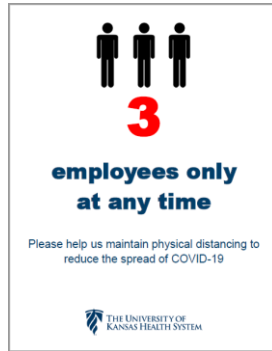 3
employees only
at any time
Please help us maintain physical distancing to
reduce the spread of COVID-19
THE UNIVERSITY OF
KANSAS HEALTH SYSTEM